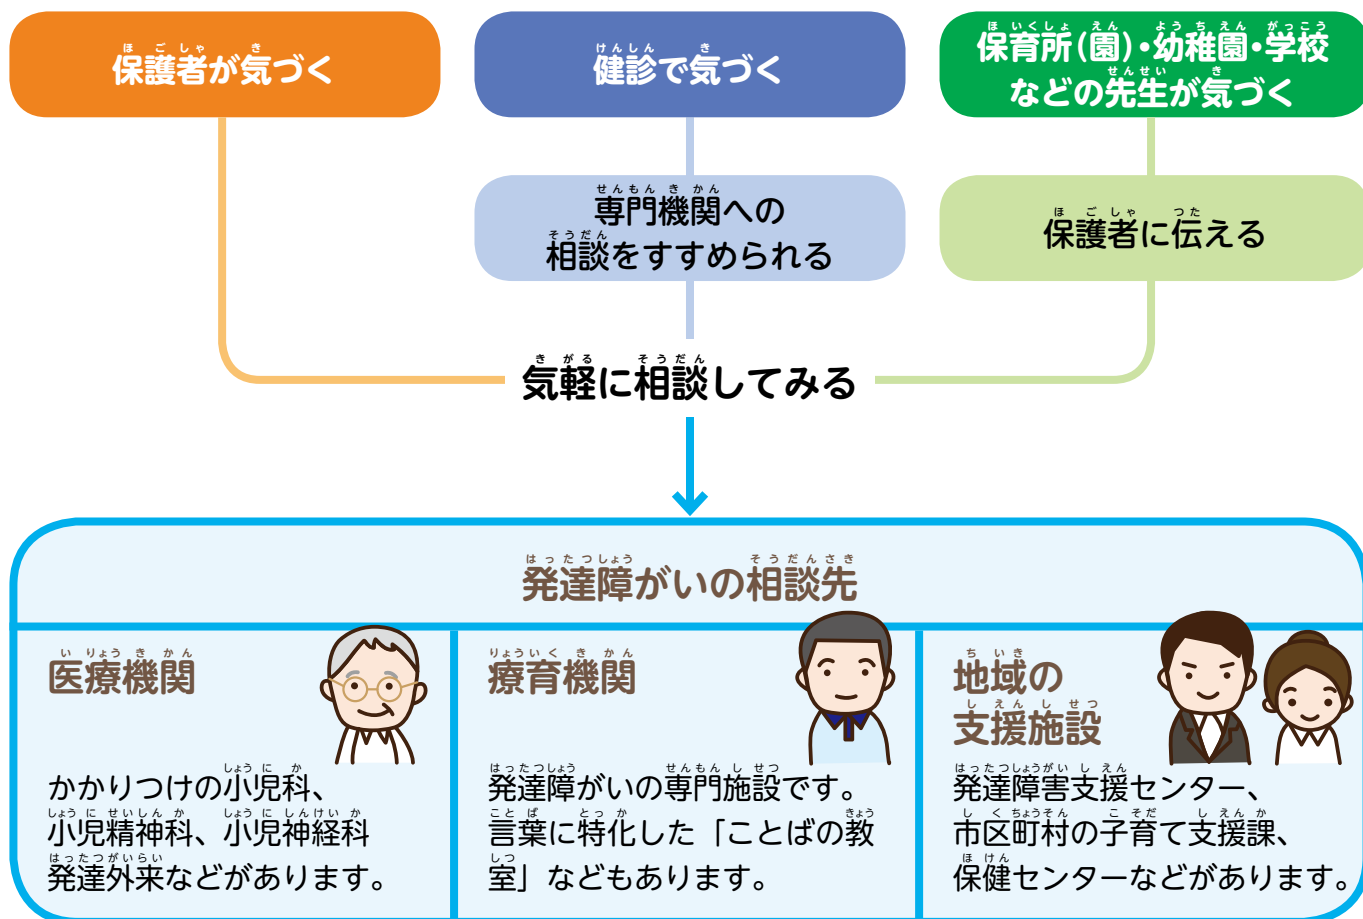 保護者が気づく
健診で気づく
保育所(園)・幼稚園・学校
などの先生が気づく
専門機関への
相談をすすめられる
保護者に伝える
気軽に相談してみる
発達障がいの相談先
医療機関
かかりつけの小児科、
小児精神科、小児神経科
発達外来などがあります。
療育機関
発達障がいの専門施設です。
言葉に特化した「ことばの教
室」などもあります。
地域の
支援施設
発達障害支援センター、
市区町村の子育て支援課、
保健センターなどがあります。